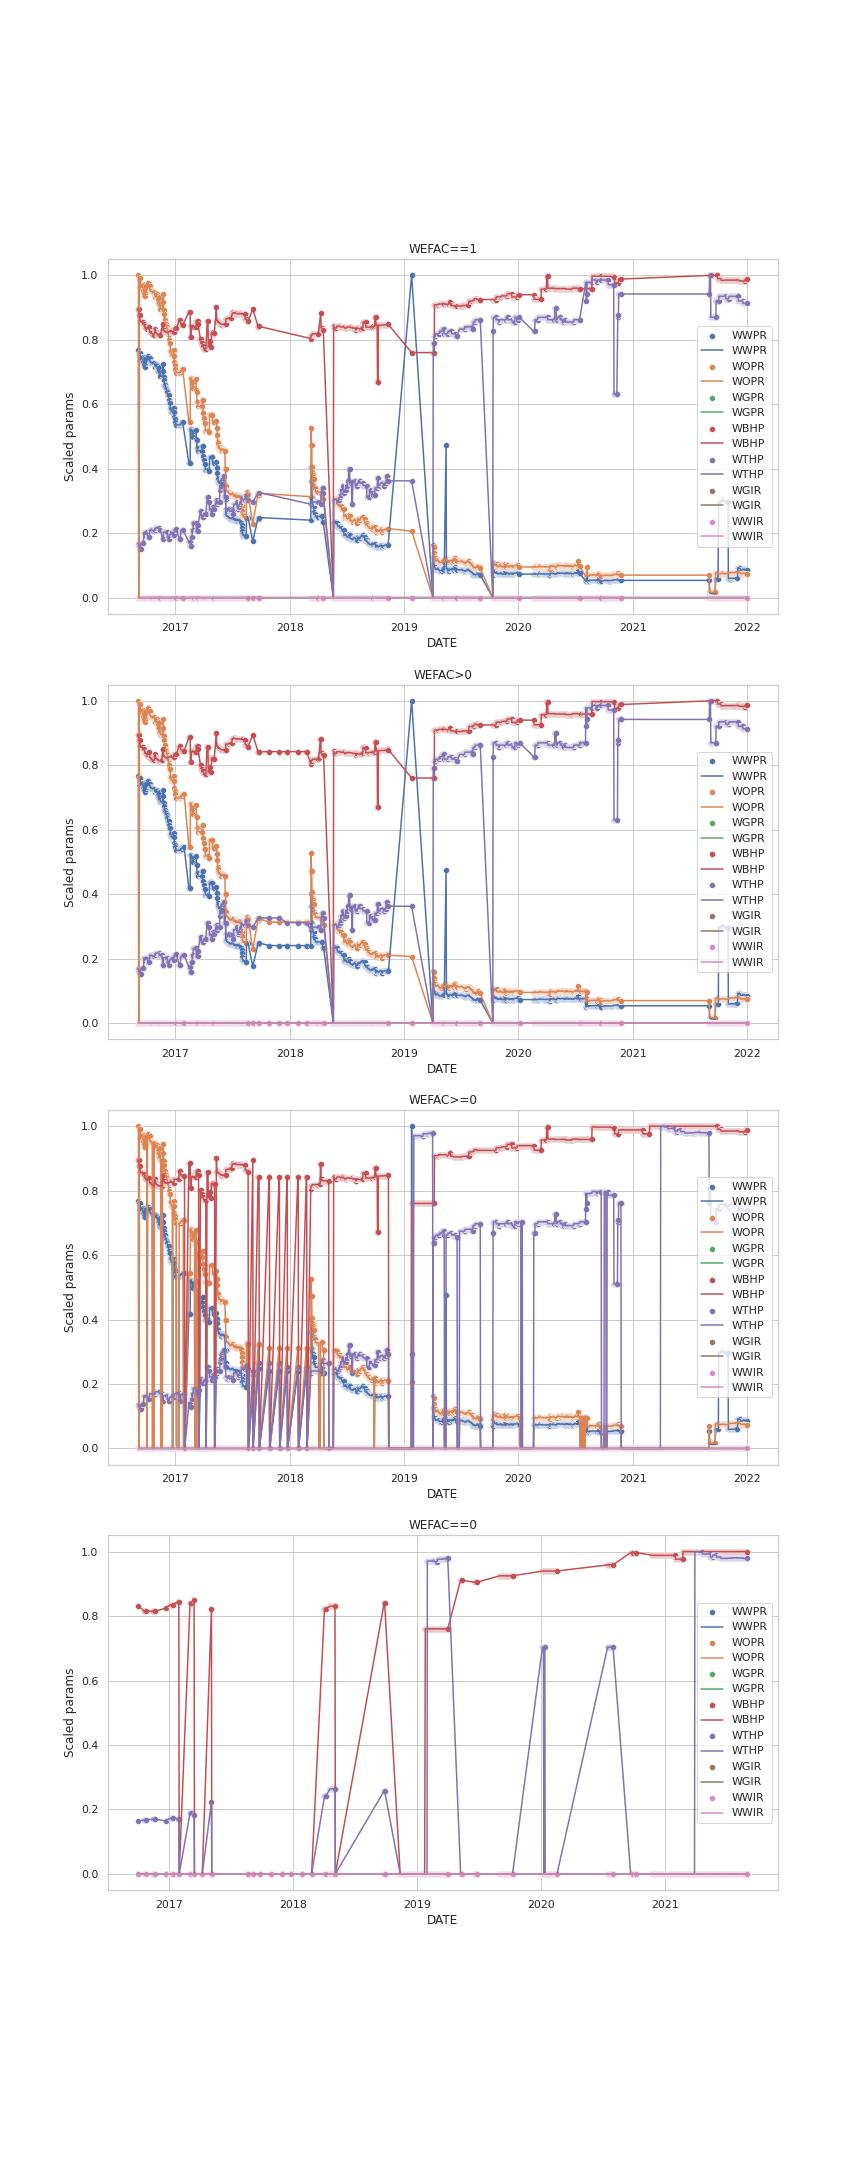 WEFAC==1
Scaled params
1.0
0.8
0.6
0.4
0.2
0.0
WWPR
WWPR
WOPR
WOPR
WGPR
WGPR
WBHP
WBHP
WTHP
WTHP
WGIR
WGIR
WWIR
WWIR
2017 2018 2019 2020 2021 2022
DATE
WEFAC>0
Scaled params
1.0
0.8
0.6
0.4
0.2
0.0
WWPR
WWPR
WOPR
WOPR
WGPR
WGPR
WBHP
WBHP
WTHP
WTHP
WGIR
WGIR
WWIR
WWIR
2017 2018 2019 2020 2021 2022
DATE
WEFAC>=0
Scaled params
1.0
0.8
0.6
0.4
0.2
0.0
WWPR
WWPR
WOPR
WOPR
WGPR
WGPR
WBHP
WBHP
WTHP
WTHP
WGIR
WGIR
WWIR
WWIR
2017 2018 2019 2020 2021 2022
DATE
WEFAC==0
Scaled params
1.0
0.8
0.6
0.4
0.2
0.0
WWPR
WWPR
WOPR
WOPR
WGPR
WGPR
WBHP
WBHP
WTHP
WTHP
WGIR
WGIR
WWIR
WWIR
2017 2018 2019 2020 2021
DATE